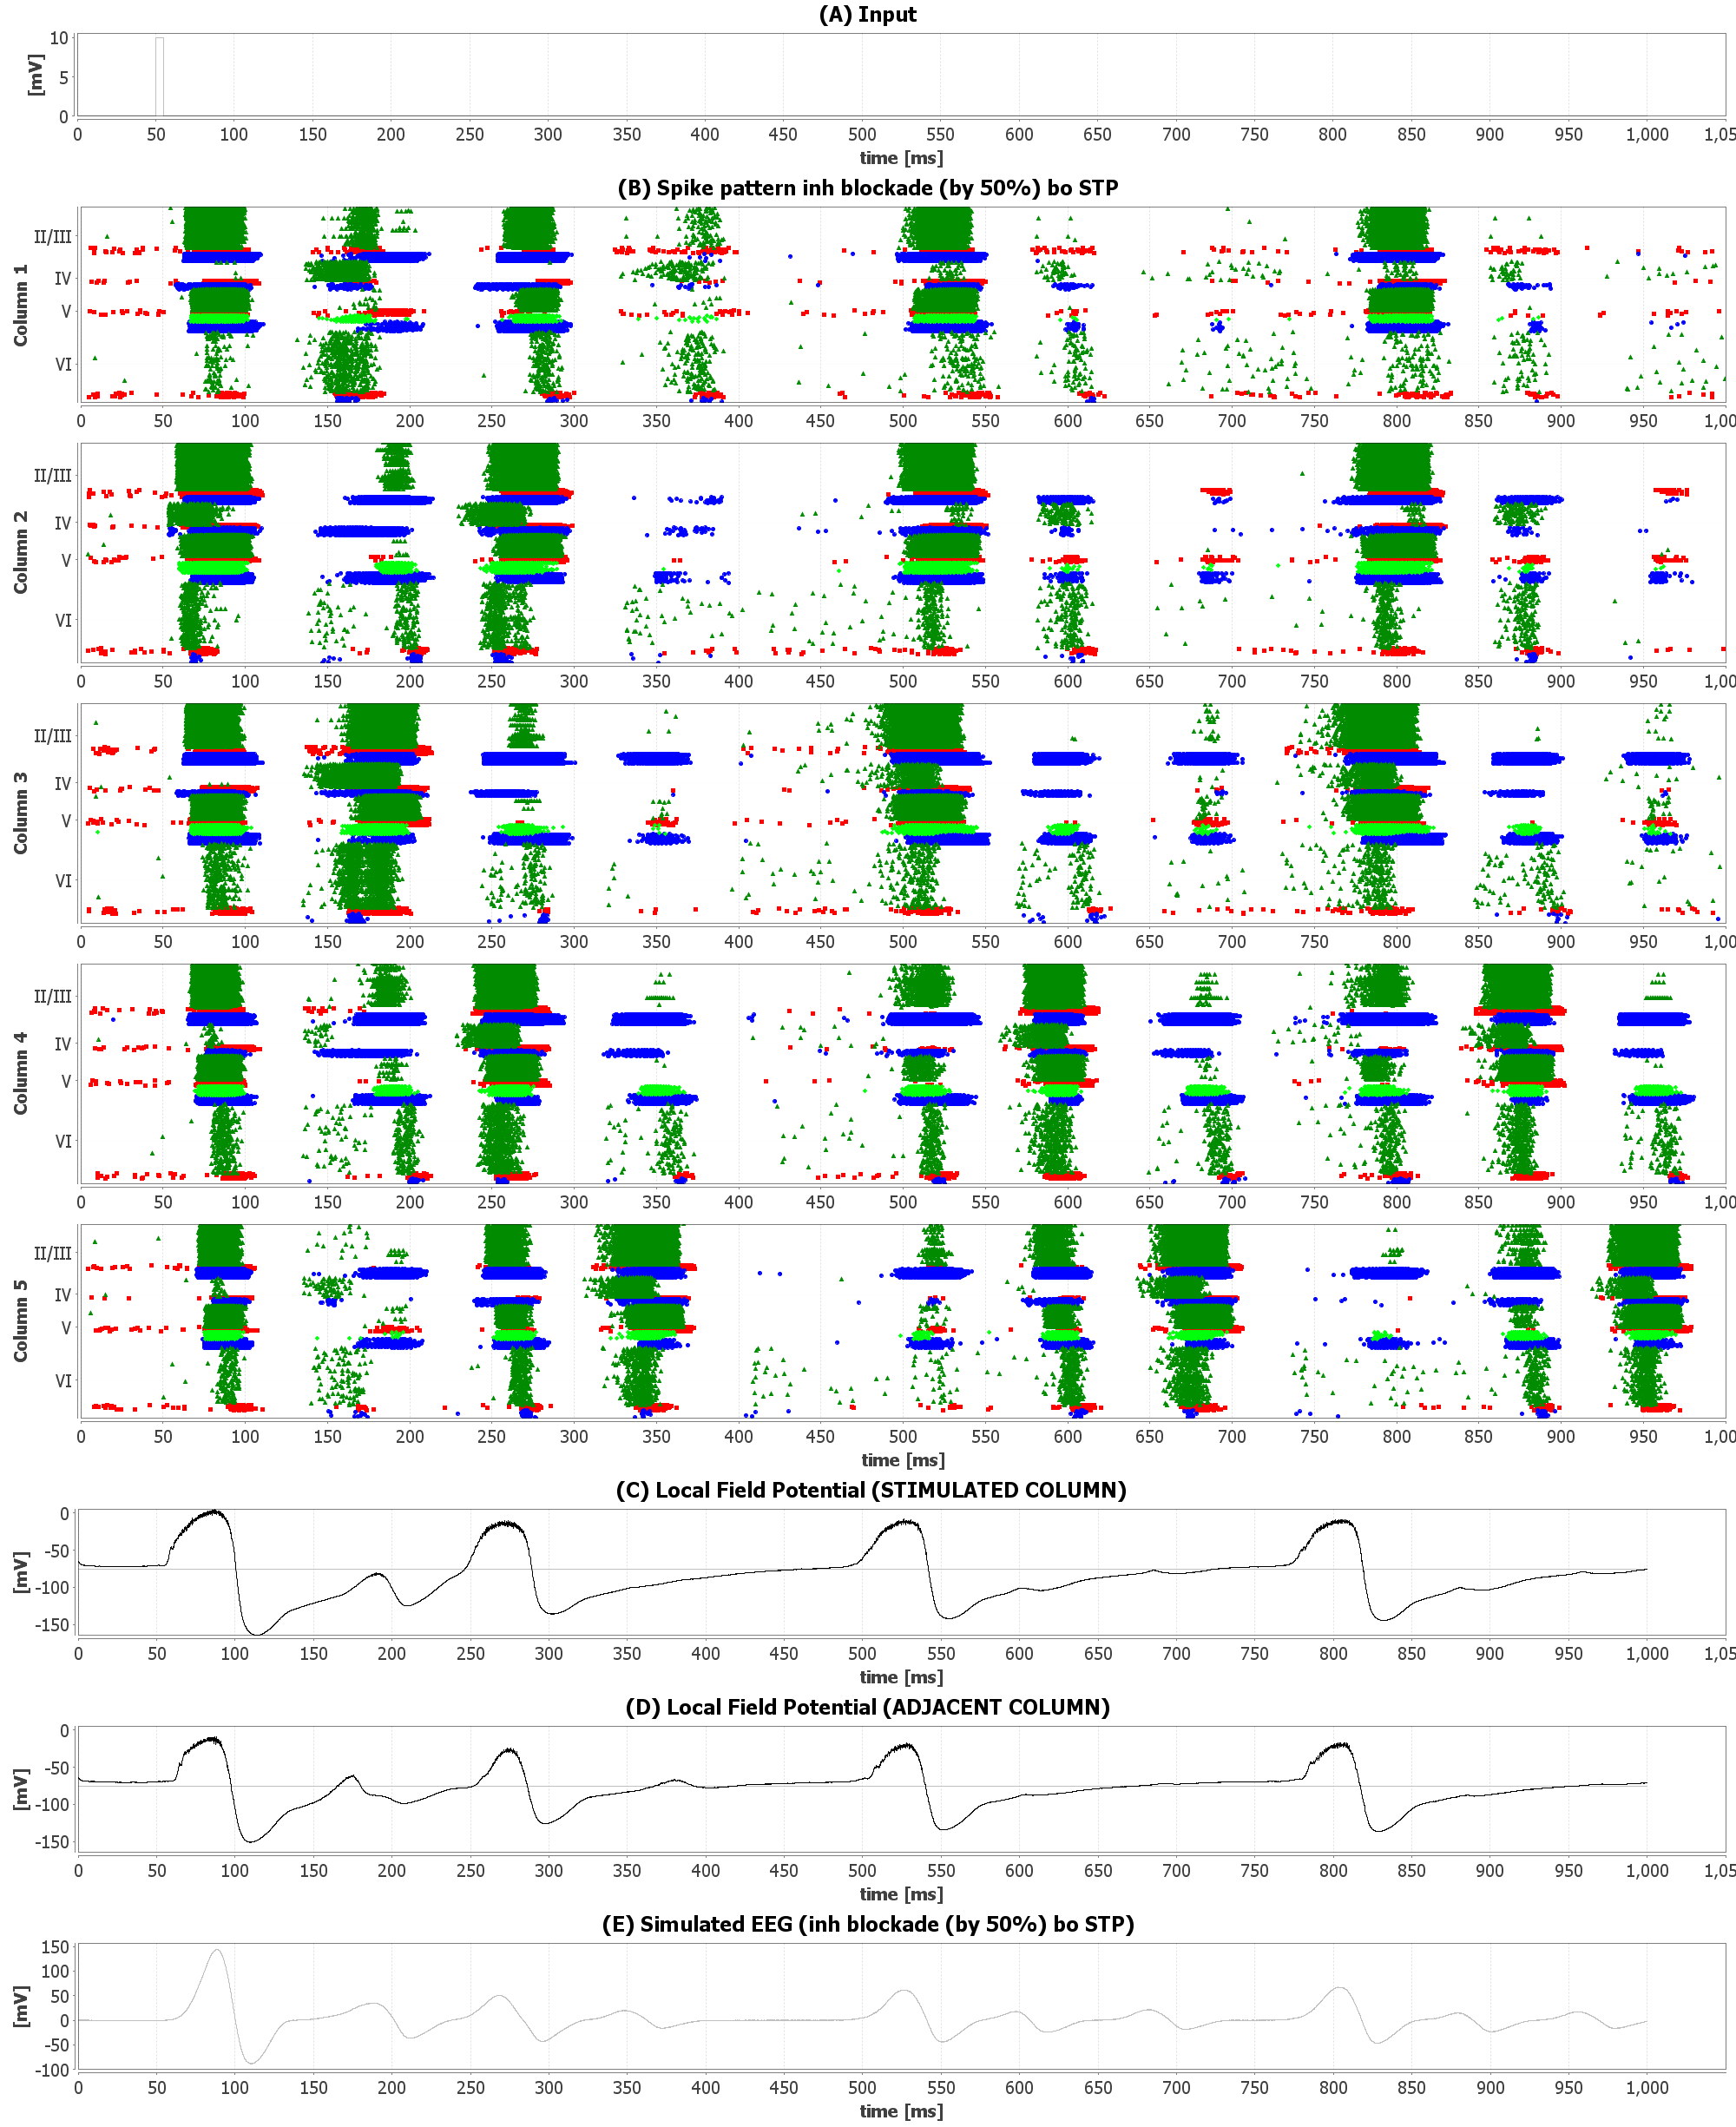 (A) Input
[mV]
10
5
0
0 50 100 150 200 250 300 350 400 450 500 550 600 650 700 750 800 850 900 950 1,000 1,05
time [ms]
(B) Spike pattern inh blockade (by 50%) bo STP
Column 1
II/III
IV
V
VI
0 50 100 150 200 250 300 350 400 450 500 550 600 650 700 750 800 850 900 950 1,00
Column 2
II/III
IV
V
VI
0 50 100 150 200 250 300 350 400 450 500 550 600 650 700 750 800 850 900 950 1,00
Column 3
II/III
IV
V
VI
0 50 100 150 200 250 300 350 400 450 500 550 600 650 700 750 800 850 900 950 1,00
Column 4
II/III
IV
V
VI
0 50 100 150 200 250 300 350 400 450 500 550 600 650 700 750 800 850 900 950 1,00
Column 5
II/III
IV
V
VI
0 50 100 150 200 250 300 350 400 450 500 550 600 650 700 750 800 850 900 950 1,00
time [ms]
(C) Local Field Potential (STIMULATED COLUMN)
[mV]
0
-50
-100
-150
0 50 100 150 200 250 300 350 400 450 500 550 600 650 700 750 800 850 900 950 1,000 1,05
time [ms]
(D) Local Field Potential (ADJACENT COLUMN)
[mV]
0
-50
-100
-150
0 50 100 150 200 250 300 350 400 450 500 550 600 650 700 750 800 850 900 950 1,000 1,05
time [ms]
(E) Simulated EEG (inh blockade (by 50%) bo STP)
[mV]
150
100
50
0
-50
-100
0 50 100 150 200 250 300 350 400 450 500 550 600 650 700 750 800 850 900 950 1,000
time [ms]